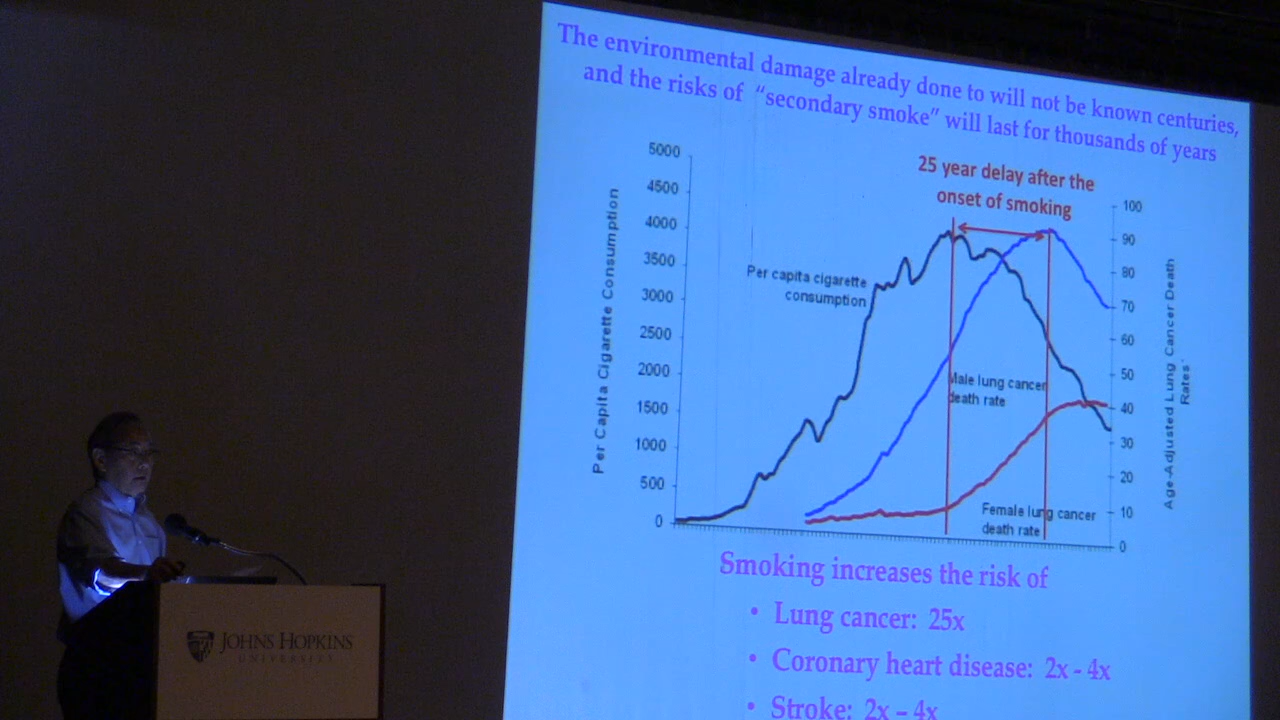 The environmental damage already done to will not be known centuries,
and the risks of "secondary smoke" will last for thousands of years
25 year delay after the
onset of smoking
5000
4500
4000
3500
3000
2500
2000
1500
1000
500
0
Per Capita Cigarette Consumption
Per capita cigarette
consumption
Male lung cancer
death rate
Female lung cancer
death rate
100
90
80
70
60
50
40
30
20
10
0
Age-Adjusted Lung Cancer Death
Rates*
Smoking increases the risk of
• Lung cancer: 25x
• Coronary heart disease: 2x - 4x
• Stroke: 2x – 4x
JOHNS HOPKINS
UNIVERSITY